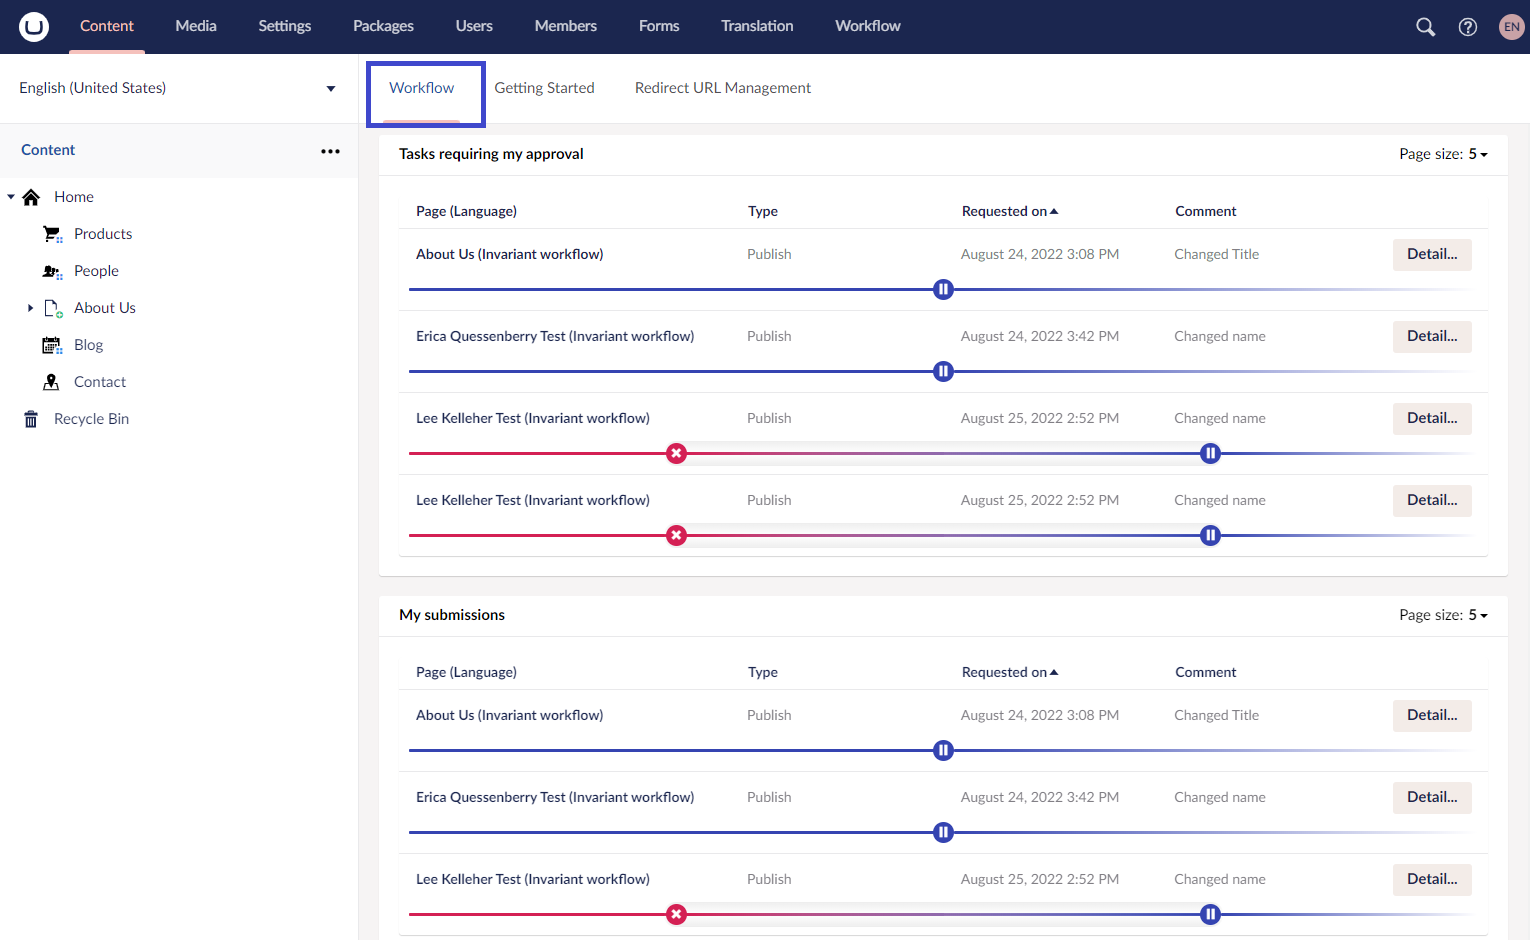 Content Media Settings Packages Users Members Forms Translation Workflow EN
English (United States)
Workflow Getting Started Redirect URL Management
Content
Home
Products
People
About Us
Blog
Contact
Recycle Bin
Tasks requiring my approval Page size: 5
Page (Language) Type Requested on Comment
About Us (Invariant workflow) Publish August 24, 2022 3:08 PM Changed Title Detail...
Erica Quessenberry Test (Invariant workflow) Publish August 24, 2022 3:42 PM Changed name Detail...
Lee Kelleher Test (Invariant workflow) Publish August 25, 2022 2:52 PM Changed name Detail...
Lee Kelleher Test (Invariant workflow) Publish August 25, 2022 2:52 PM Changed name Detail...
My submissions Page size: 5
Page (Language) Type Requested on Comment
About Us (Invariant workflow) Publish August 24, 2022 3:08 PM Changed Title Detail...
Erica Quessenberry Test (Invariant workflow) Publish August 24, 2022 3:42 PM Changed name Detail...
Lee Kelleher Test (Invariant workflow) Publish August 25, 2022 2:52 PM Changed name Detail...